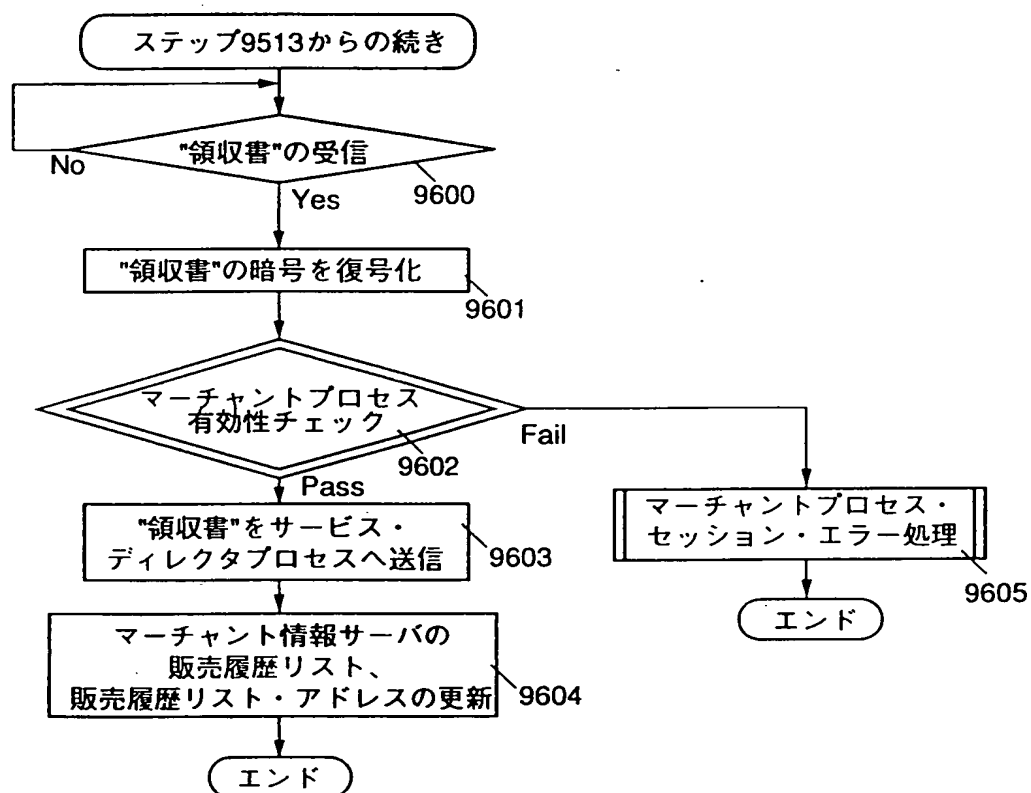 ステップ9513からの続き
"領収書"の受信
No
9600
Yes
"領収書"の暗号を復号化
9601
マーチャントプロセス
有効性チェック
9602
Fail
Pass
"領収書"をサービス・
ディレクタプロセスへ送信
9603
マーチャントプロセス・
セッション・エラー処理
9605
エンド
マーチャント情報サーバの
販売履歴リスト、
販売履歴リスト・アドレスの更新
9604
エンド